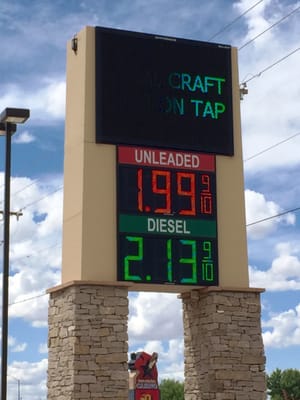 CRAFT
ON TAP
UNLEADED
1.99 9/10
DIESEL
2.13 9/10